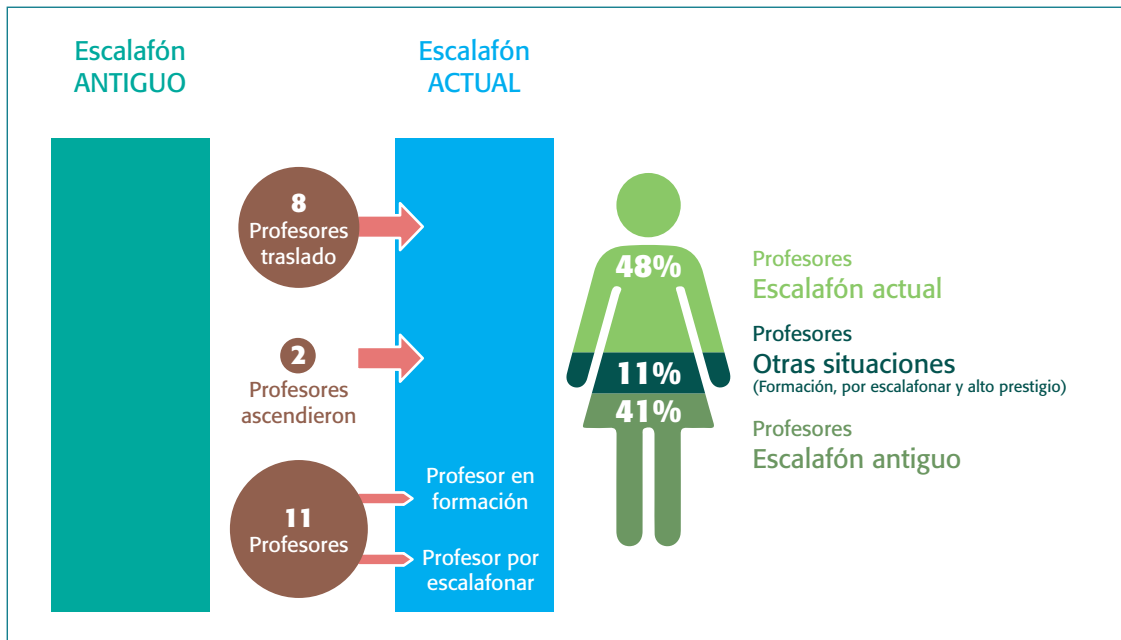 Escalafón
ANTIGUO
Escalafón
ACTUAL
8
Profesores
traslado
2
Profesores
ascendieron
11
Profesores
Profesor en
formación
Profesor por
escalafonar
48%
11%
41%
Profesores
Escalafón actual
Profesores
Otras situaciones
(Formación, por escalafonar y alto prestigio)
Profesores
Escalafón antiguo